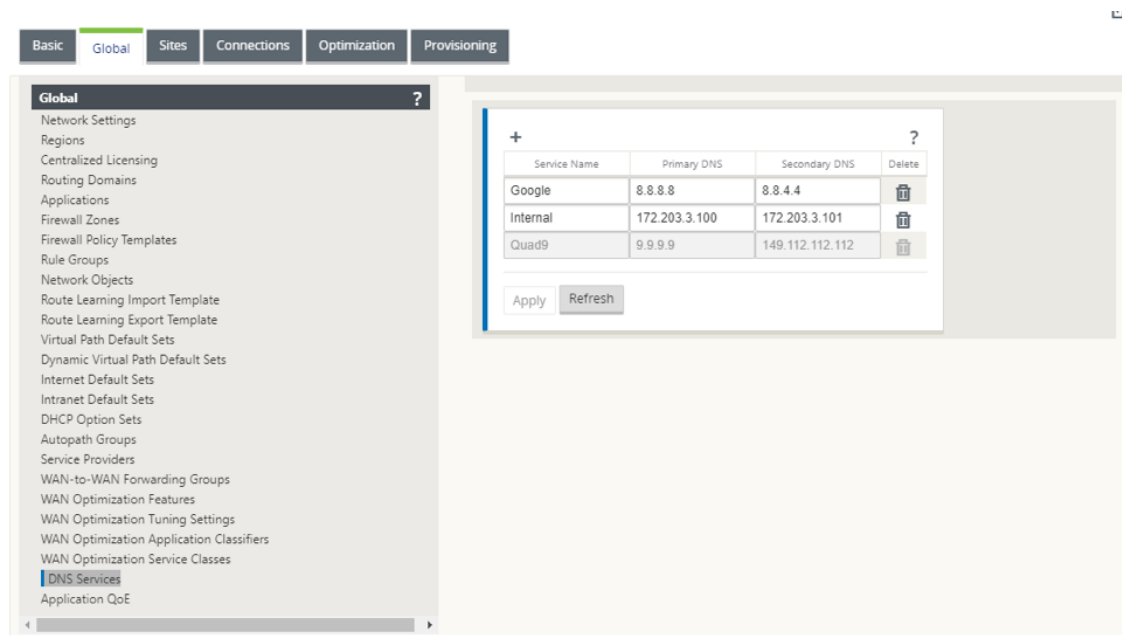 Basic Global Sites Connections Optimization Provisioning
Global ?
Network Settings
Regions
Centralized Licensing
Routing Domains
Applications
Firewall Zones
Firewall Policy Templates
Rule Groups
Network Objects
Route Learning Import Template
Route Learning Export Template
Virtual Path Default Sets
Dynamic Virtual Path Default Sets
Internet Default Sets
Intranet Default Sets
DHCP Option Sets
Autopath Groups
Service Providers
WAN-to-WAN Forwarding Groups
WAN Optimization Features
WAN Optimization Tuning Settings
WAN Optimization Application Classifiers
WAN Optimization Service Classes
DNS Services
Application QoE
+ ?
Service Name Primary DNS Secondary DNS Delete
Google 8.8.8.8 8.8.4.4
Internal 172.203.3.100 172.203.3.101
Quad9 9.9.9.9 149.112.112.112
Apply Refresh